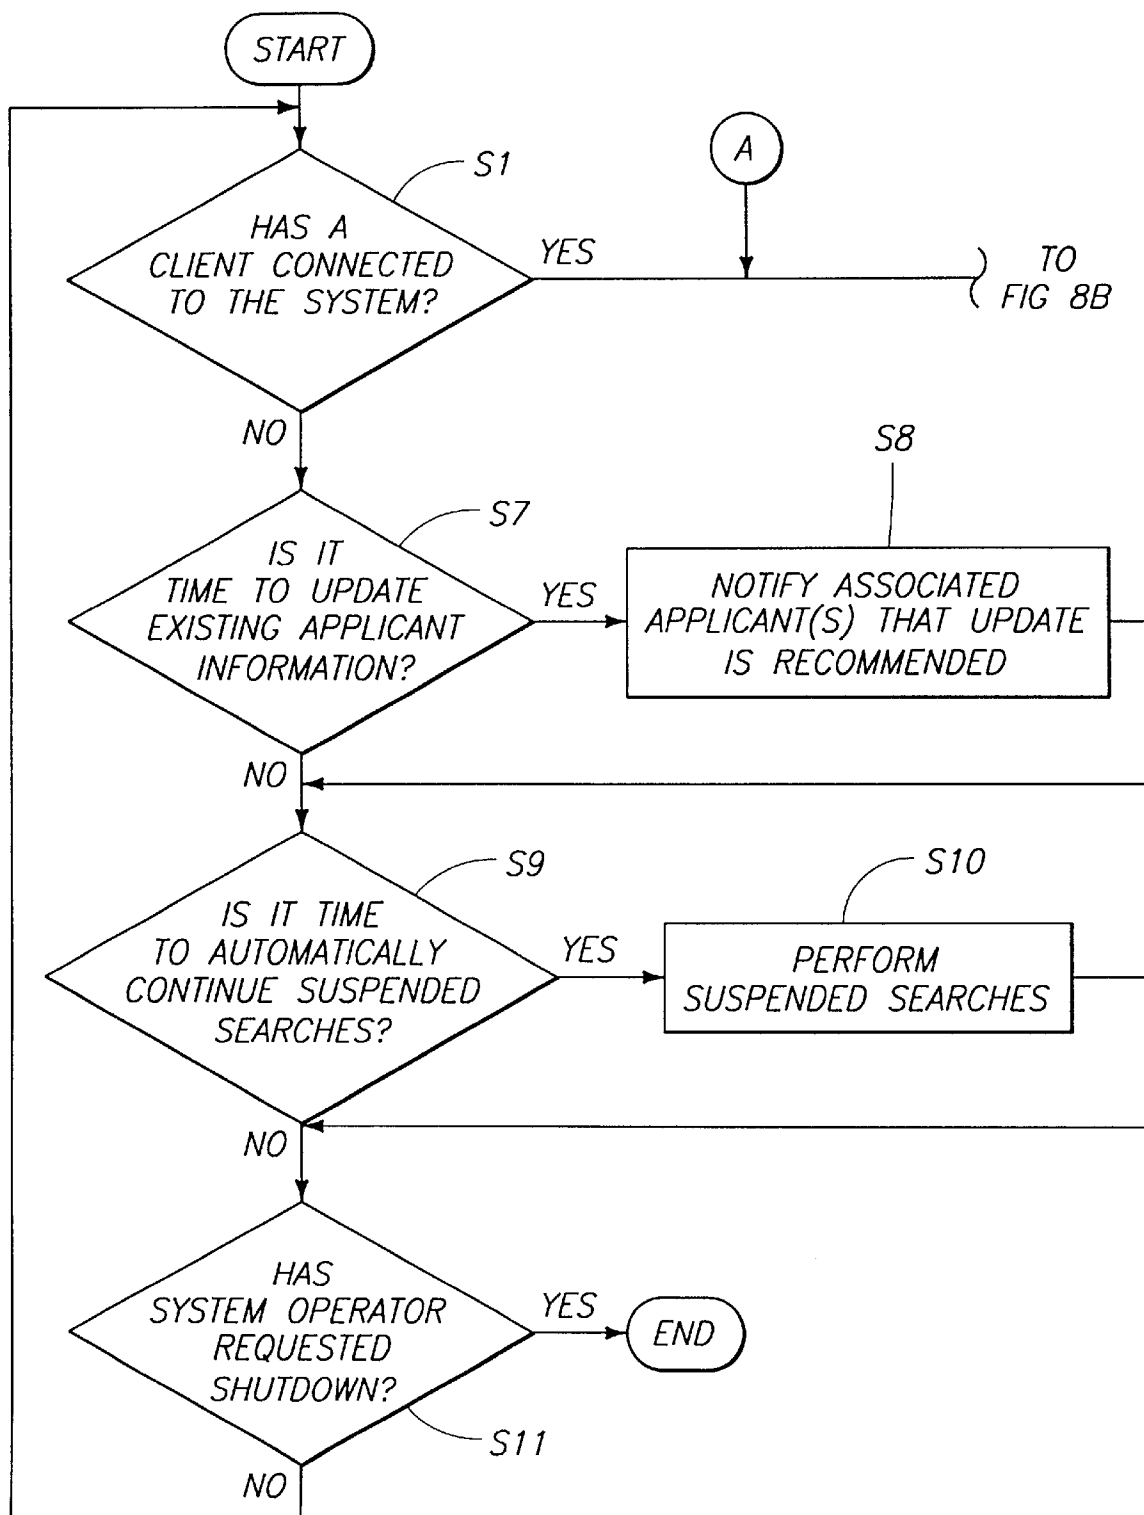 START
S1
A
HAS A
CLIENT CONNECTED
TO THE SYSTEM?
YES
TO
FIG 8B
NO
S7
S8
IS IT
TIME TO UPDATE
EXISTING APPLICANT
INFORMATION?
YES
NOTIFY ASSOCIATED
APPLICANT(S) THAT UPDATE
IS RECOMMENDED
NO
S9
S10
IS IT TIME
TO AUTOMATICALLY
CONTINUE SUSPENDED
SEARCHES?
YES
PERFORM
SUSPENDED SEARCHES
NO
HAS
SYSTEM OPERATOR
REQUESTED
SHUTDOWN?
YES
END
S11
NO